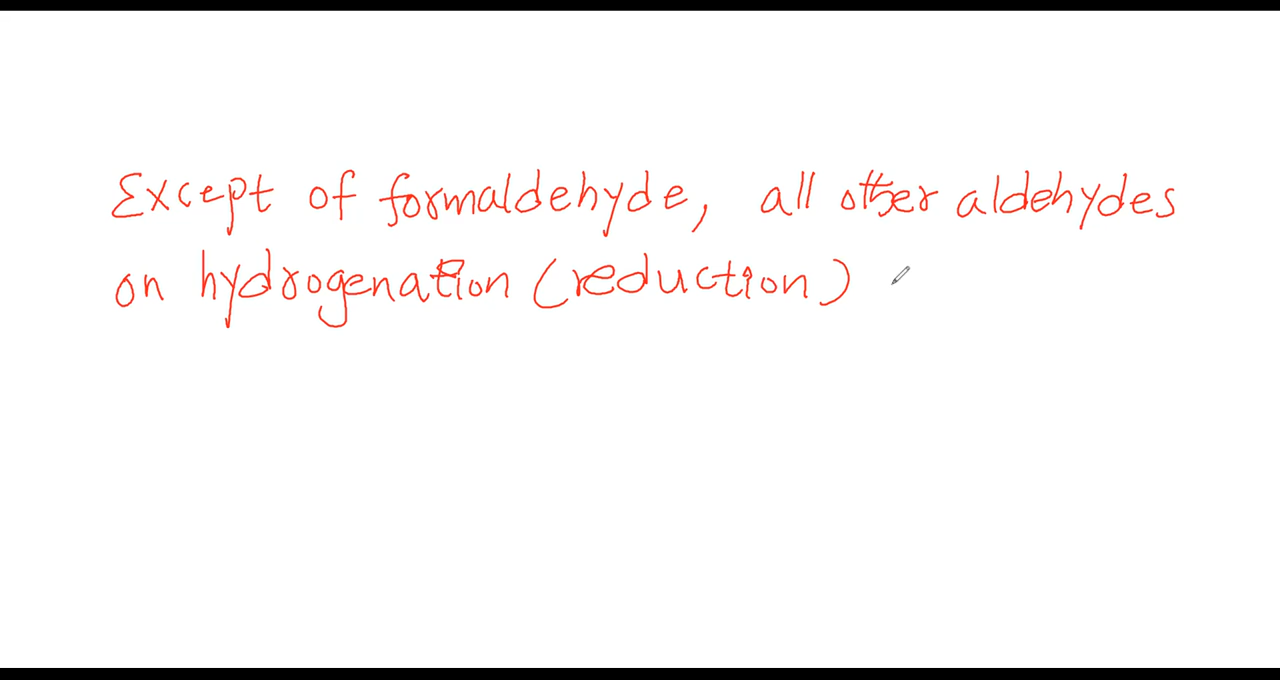 Except of formaldehyde, all other aldehydes
on hydrogenation (reduction)